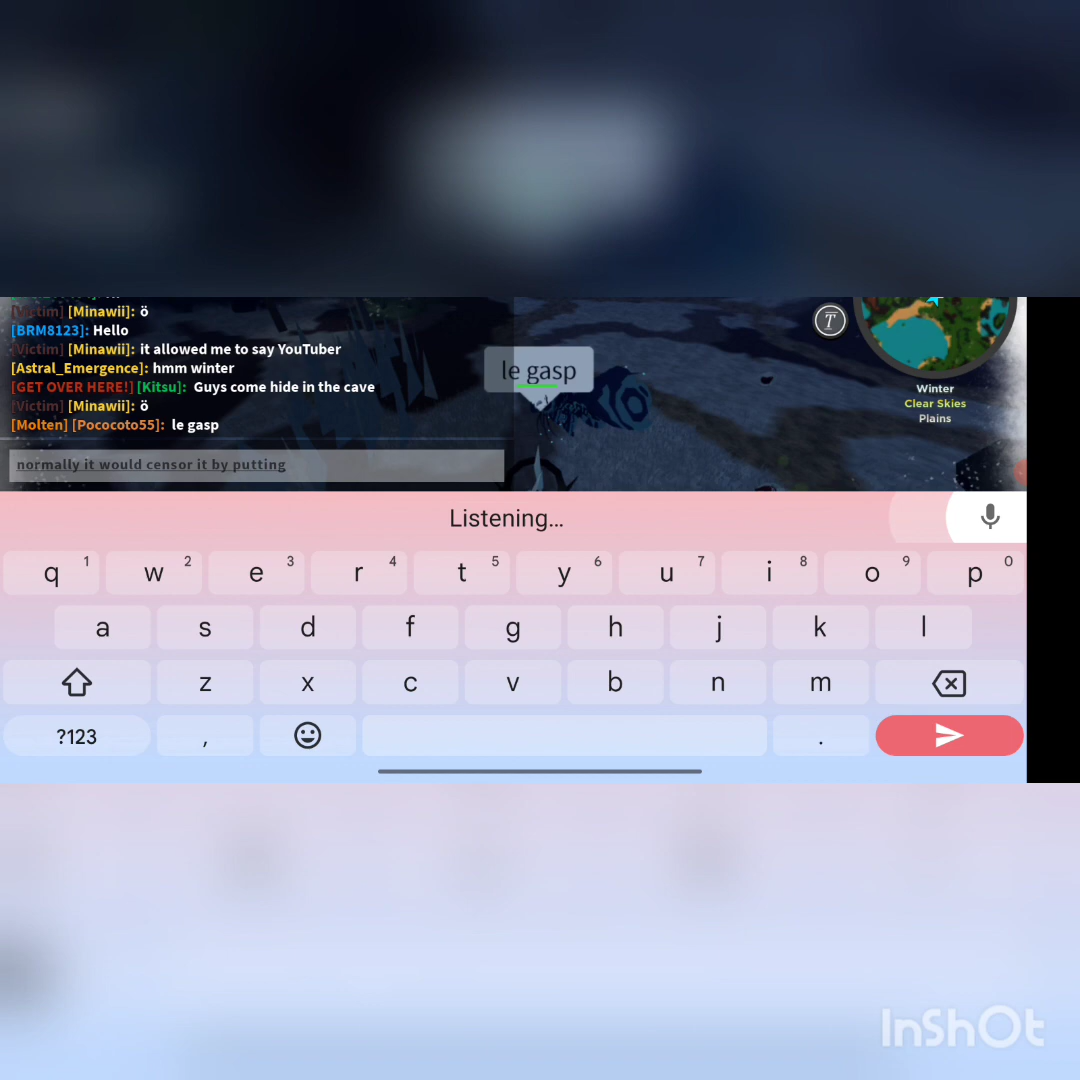 [Victim] [Minawii]: ö
[BRM8123]: Hello
[Victim] [Minawii]: it allowed me to say YouTuber
[Astral_Emergence]: hmm winter
[GET OVER HERE!] [Kitsu]: Guys come hide in the cave
[Victim] [Minawii]: ö
[Molten] [Pococoto55]: le gasp
normally it would censor it by putting
le gasp
T
Winter
Clear Skies
Plains
Listening...
q 1 w 2 e 3 r 4 t 5 y 6 u 7 i 8 o 9 p 0
a s d f g h j k l
z x c v b n m
?123 , .
InShOt